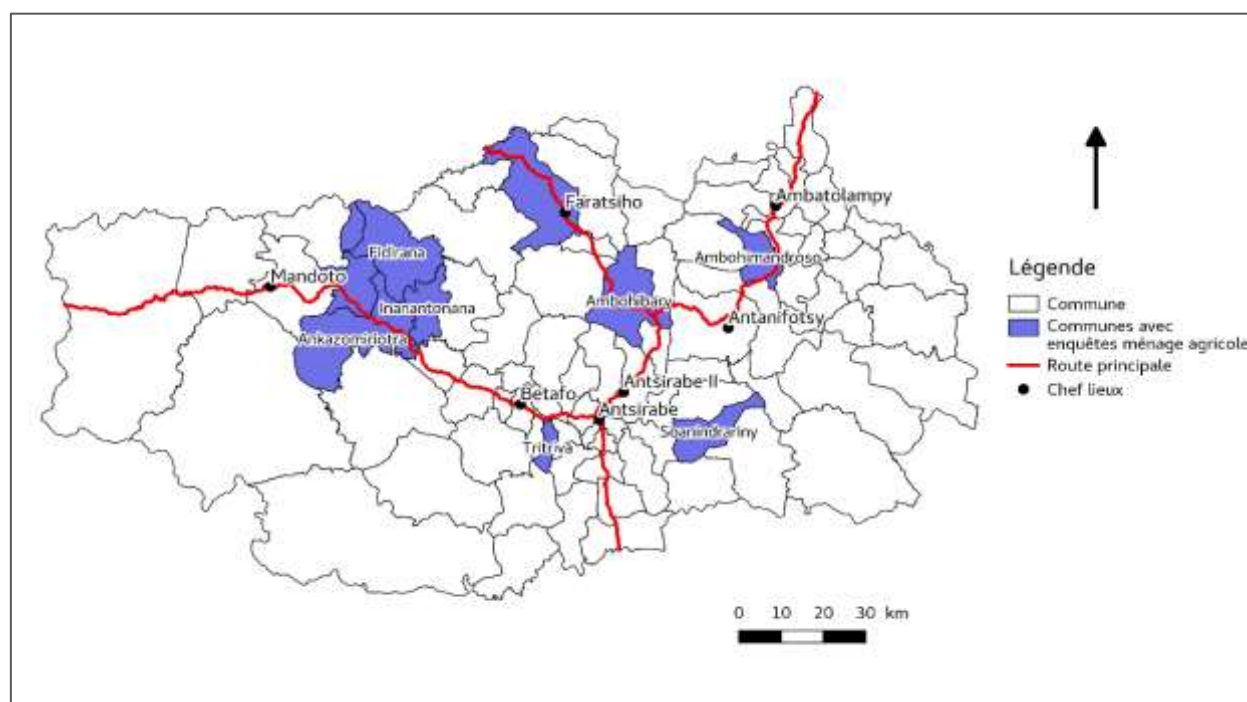 Faratsiho
Ambatolampy
Fidirana
Ambohimandroso
Mandoto
Inanantonana
Ambohibary
Antanifotsy
Ankazomiriotra
Betafo
Antsirabe II
Antsirabe
Tritriva
Soanindrariny
Légende
Commune
Communes avec
enquêtes ménage agricole
Route principale
Chef lieux
0 10 20 30 km